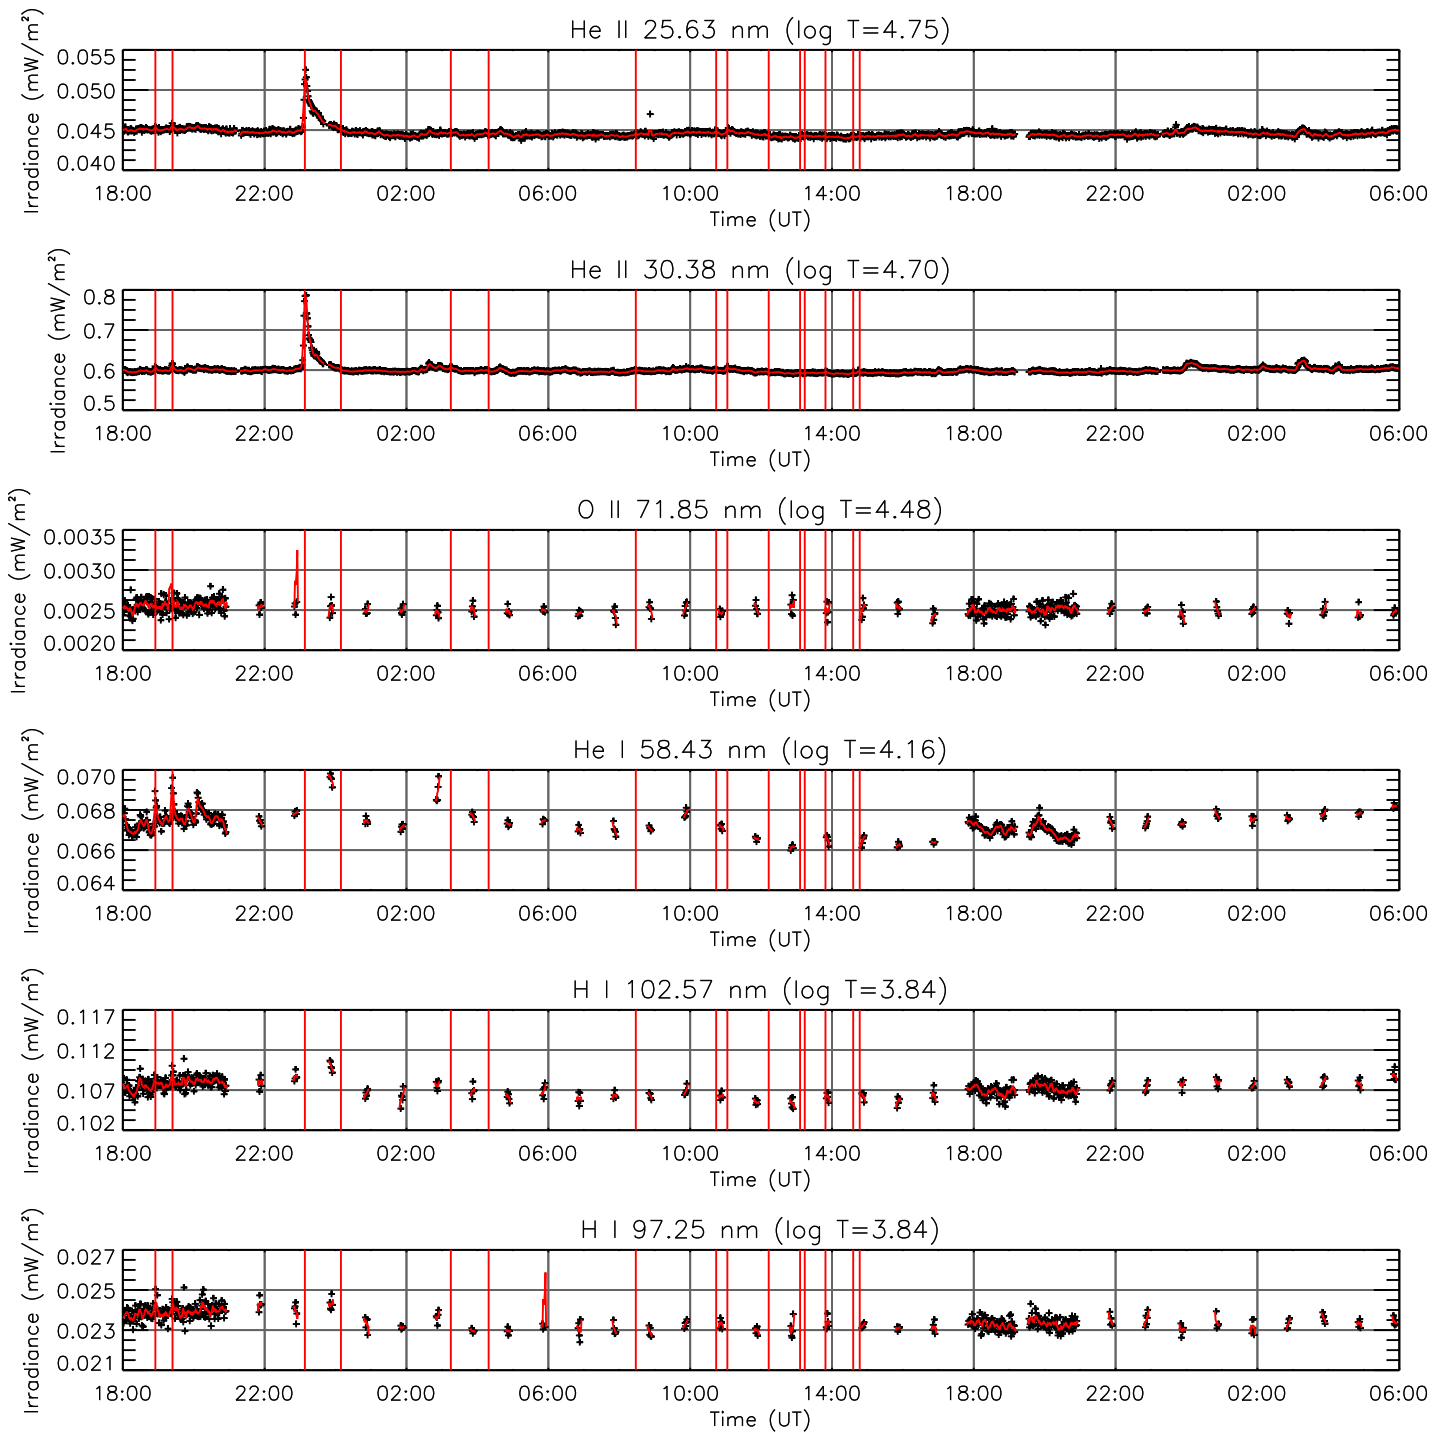 He II 25.63 nm (log T=4.75)
Irradiance (mW/m²)
0.055
0.050
0.045
0.040
18:00 22:00 02:00 06:00 10:00 14:00 18:00 22:00 02:00 06:00
Time (UT)
He II 30.38 nm (log T=4.70)
Irradiance (mW/m²)
0.8
0.7
0.6
0.5
18:00 22:00 02:00 06:00 10:00 14:00 18:00 22:00 02:00 06:00
Time (UT)
O II 71.85 nm (log T=4.48)
Irradiance (mW/m²)
0.0035
0.0030
0.0025
0.0020
18:00 22:00 02:00 06:00 10:00 14:00 18:00 22:00 02:00 06:00
Time (UT)
He I 58.43 nm (log T=4.16)
Irradiance (mW/m²)
0.070
0.068
0.066
0.064
18:00 22:00 02:00 06:00 10:00 14:00 18:00 22:00 02:00 06:00
Time (UT)
H I 102.57 nm (log T=3.84)
Irradiance (mW/m²)
0.117
0.112
0.107
0.102
18:00 22:00 02:00 06:00 10:00 14:00 18:00 22:00 02:00 06:00
Time (UT)
H I 97.25 nm (log T=3.84)
Irradiance (mW/m²)
0.027
0.025
0.023
0.021
18:00 22:00 02:00 06:00 10:00 14:00 18:00 22:00 02:00 06:00
Time (UT)